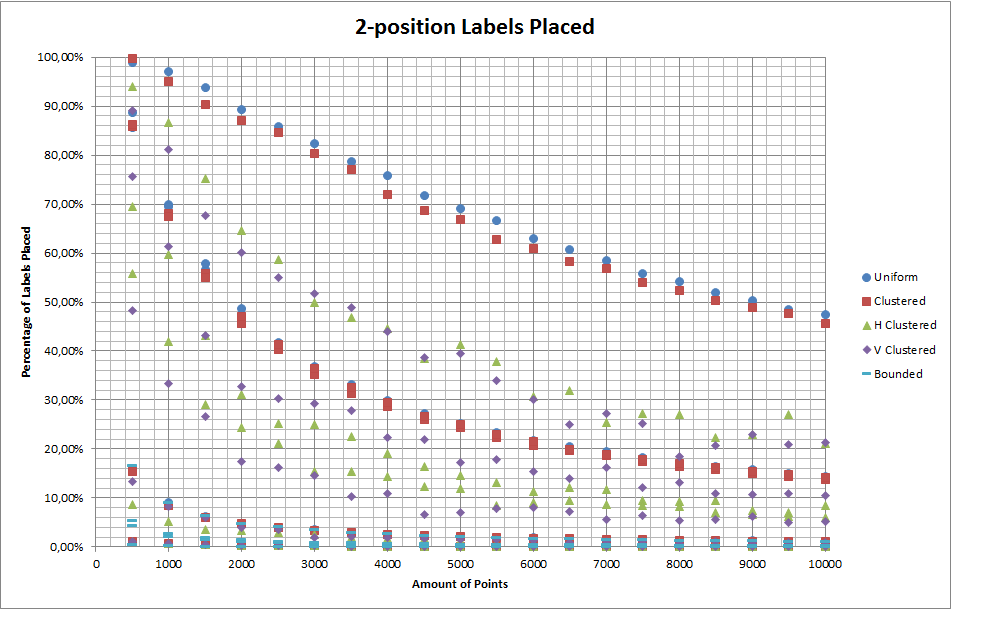 2-position Labels Placed
100,00%
90,00%
80,00%
70,00%
60,00%
50,00%
40,00%
30,00%
20,00%
10,00%
0,00%
Percentage of Labels Placed
0 1000 2000 3000 4000 5000 6000 7000 8000 9000 10000
Amount of Points
Uniform
Clustered
H Clustered
V Clustered
Bounded